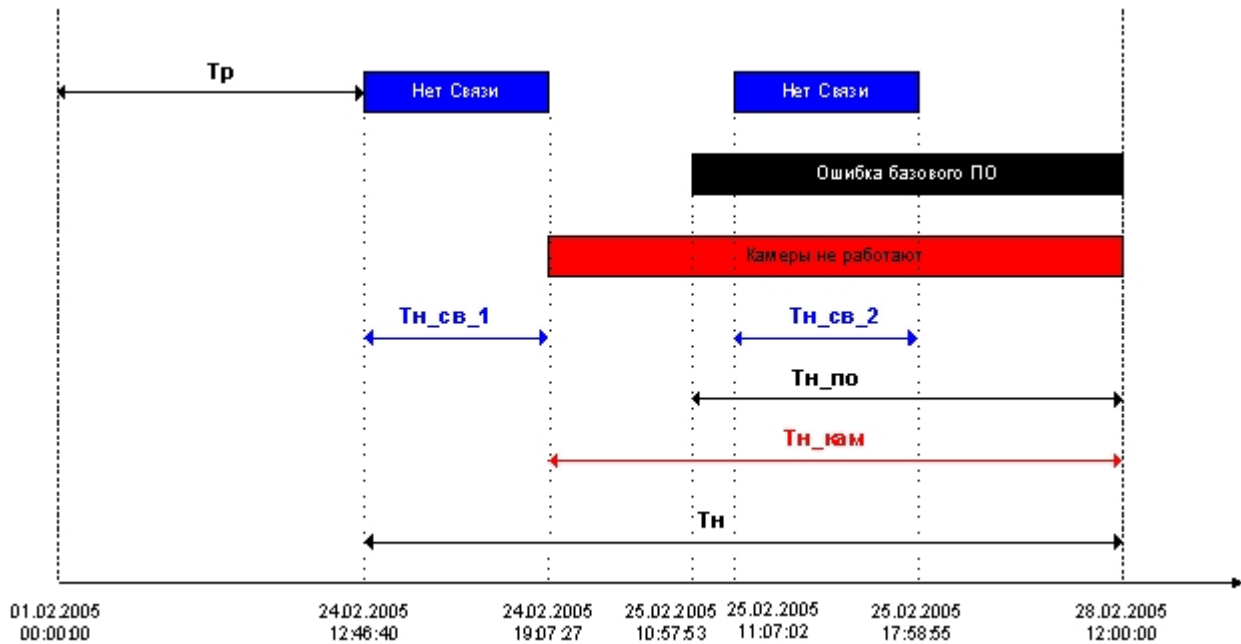 Тр
Нет Связи
Нет Связи
Ошибка базового ПО
Камеры не работают
Тн_св_1
Тн_св_2
Тн_по
Тн_кам
Тн
01.02.2005 24.02.2005 24.02.2005 25.02.2005 25.02.2005 25.02.2005 28.02.2005
00:00:00 12:46:40 19:07:27 10:57:53 11:07:02 17:58:55 12:00:00